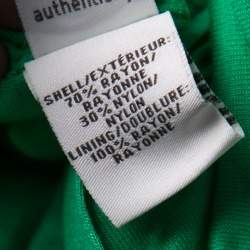 authentic
SHELL/EXTÉRIEUR:
70% RAYON/
RAYONNE
30% NYLON/
NYLON
LINING/DOUBLURE:
100% RAYON/
RAYONNE